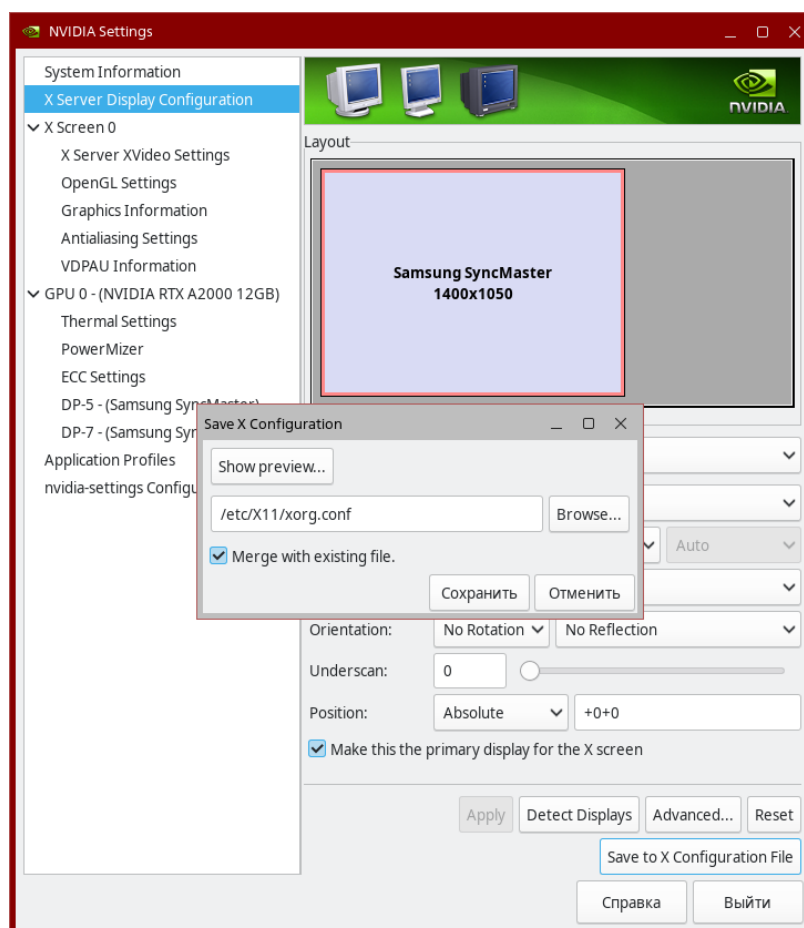 NVIDIA Settings
System Information
X Server Display Configuration
X Screen 0
X Server XVideo Settings
OpenGL Settings
Graphics Information
Antialiasing Settings
VDPAU Information
GPU 0 - (NVIDIA RTX A2000 12GB)
Thermal Settings
PowerMizer
ECC Settings
DP-5 - (Samsung SyncMaster)
DP-7 - (Samsung Syn
Application Profiles
nvidia-settings Configu
NVIDIA.
Layout
Samsung SyncMaster
1400x1050
Save X Configuration
Show preview...
/etc/X11/xorg.conf
Browse...
Merge with existing file.
Сохранить
Отменить
Auto
Orientation:
No Rotation
No Reflection
Underscan:
0
Position:
Absolute
+0+0
Make this the primary display for the X screen
Apply
Detect Displays
Advanced...
Reset
Save to X Configuration File
Справка
Выйти